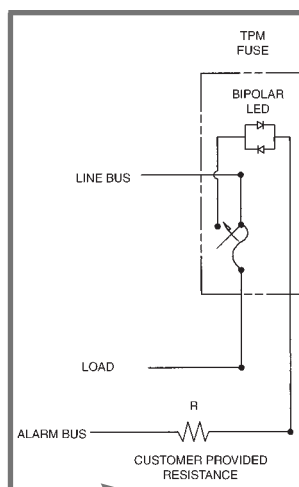 TPM
FUSE
BIPOLAR
LED
LINE BUS
LOAD
R
ALARM BUS
CUSTOMER PROVIDED
RESISTANCE